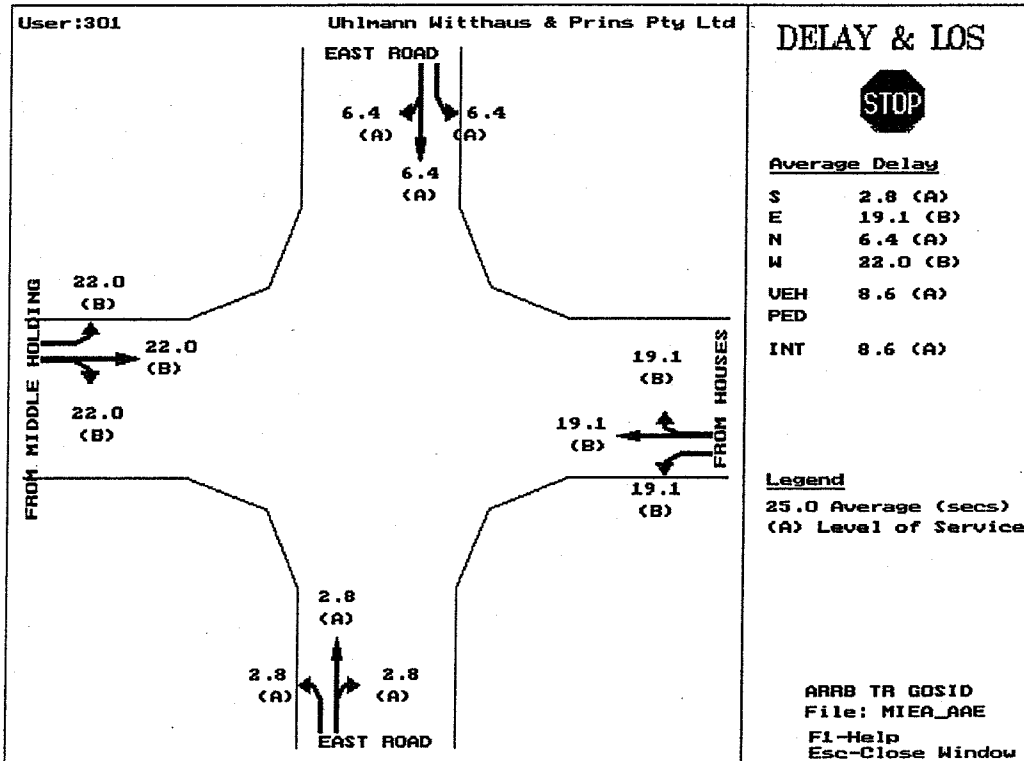 User:301
Uhlmann Witthaus & Prins Pty Ltd
EAST ROAD
6.4
(A)
6.4
(A)
6.4
(A)
22.0
(B)
22.0
(B)
22.0
(B)
FROM MIDDLE HOLDING
19.1
(B)
19.1
(B)
19.1
(B)
FROM HOUSES
2.8
(A)
2.8
(A)
2.8
(A)
EAST ROAD
DELAY & LOS
STOP
Average Delay
S 2.8 (A)
E 19.1 (B)
N 6.4 (A)
W 22.0 (B)
VEH 8.6 (A)
PED
INT 8.6 (A)
Legend
25.0 Average (secs)
(A) Level of Service
ARRB TR GOSID
File: MIEA_AAE
F1-Help
Esc-Close Window